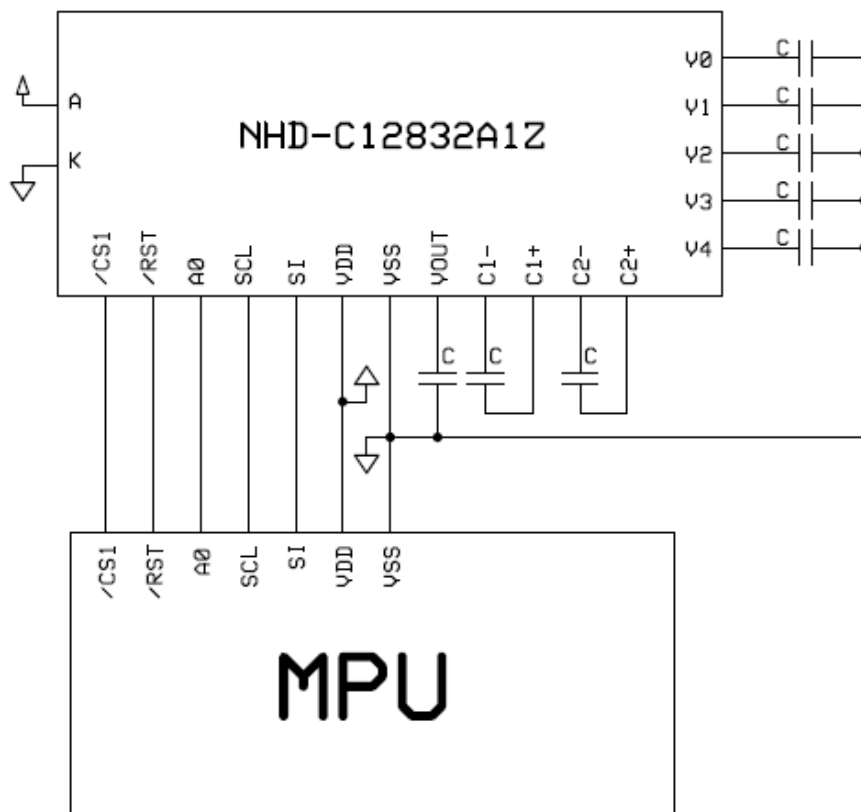 V0 C
A V1 C
NHD-C12832A1Z
K V2 C
V3 C
V4 C
/CS1 /RST A0 SCL SI VDD VSS VOUT C1- C1+ C2- C2+
C C C
/CS1 /RST A0 SCL SI VDD VSS
MPU